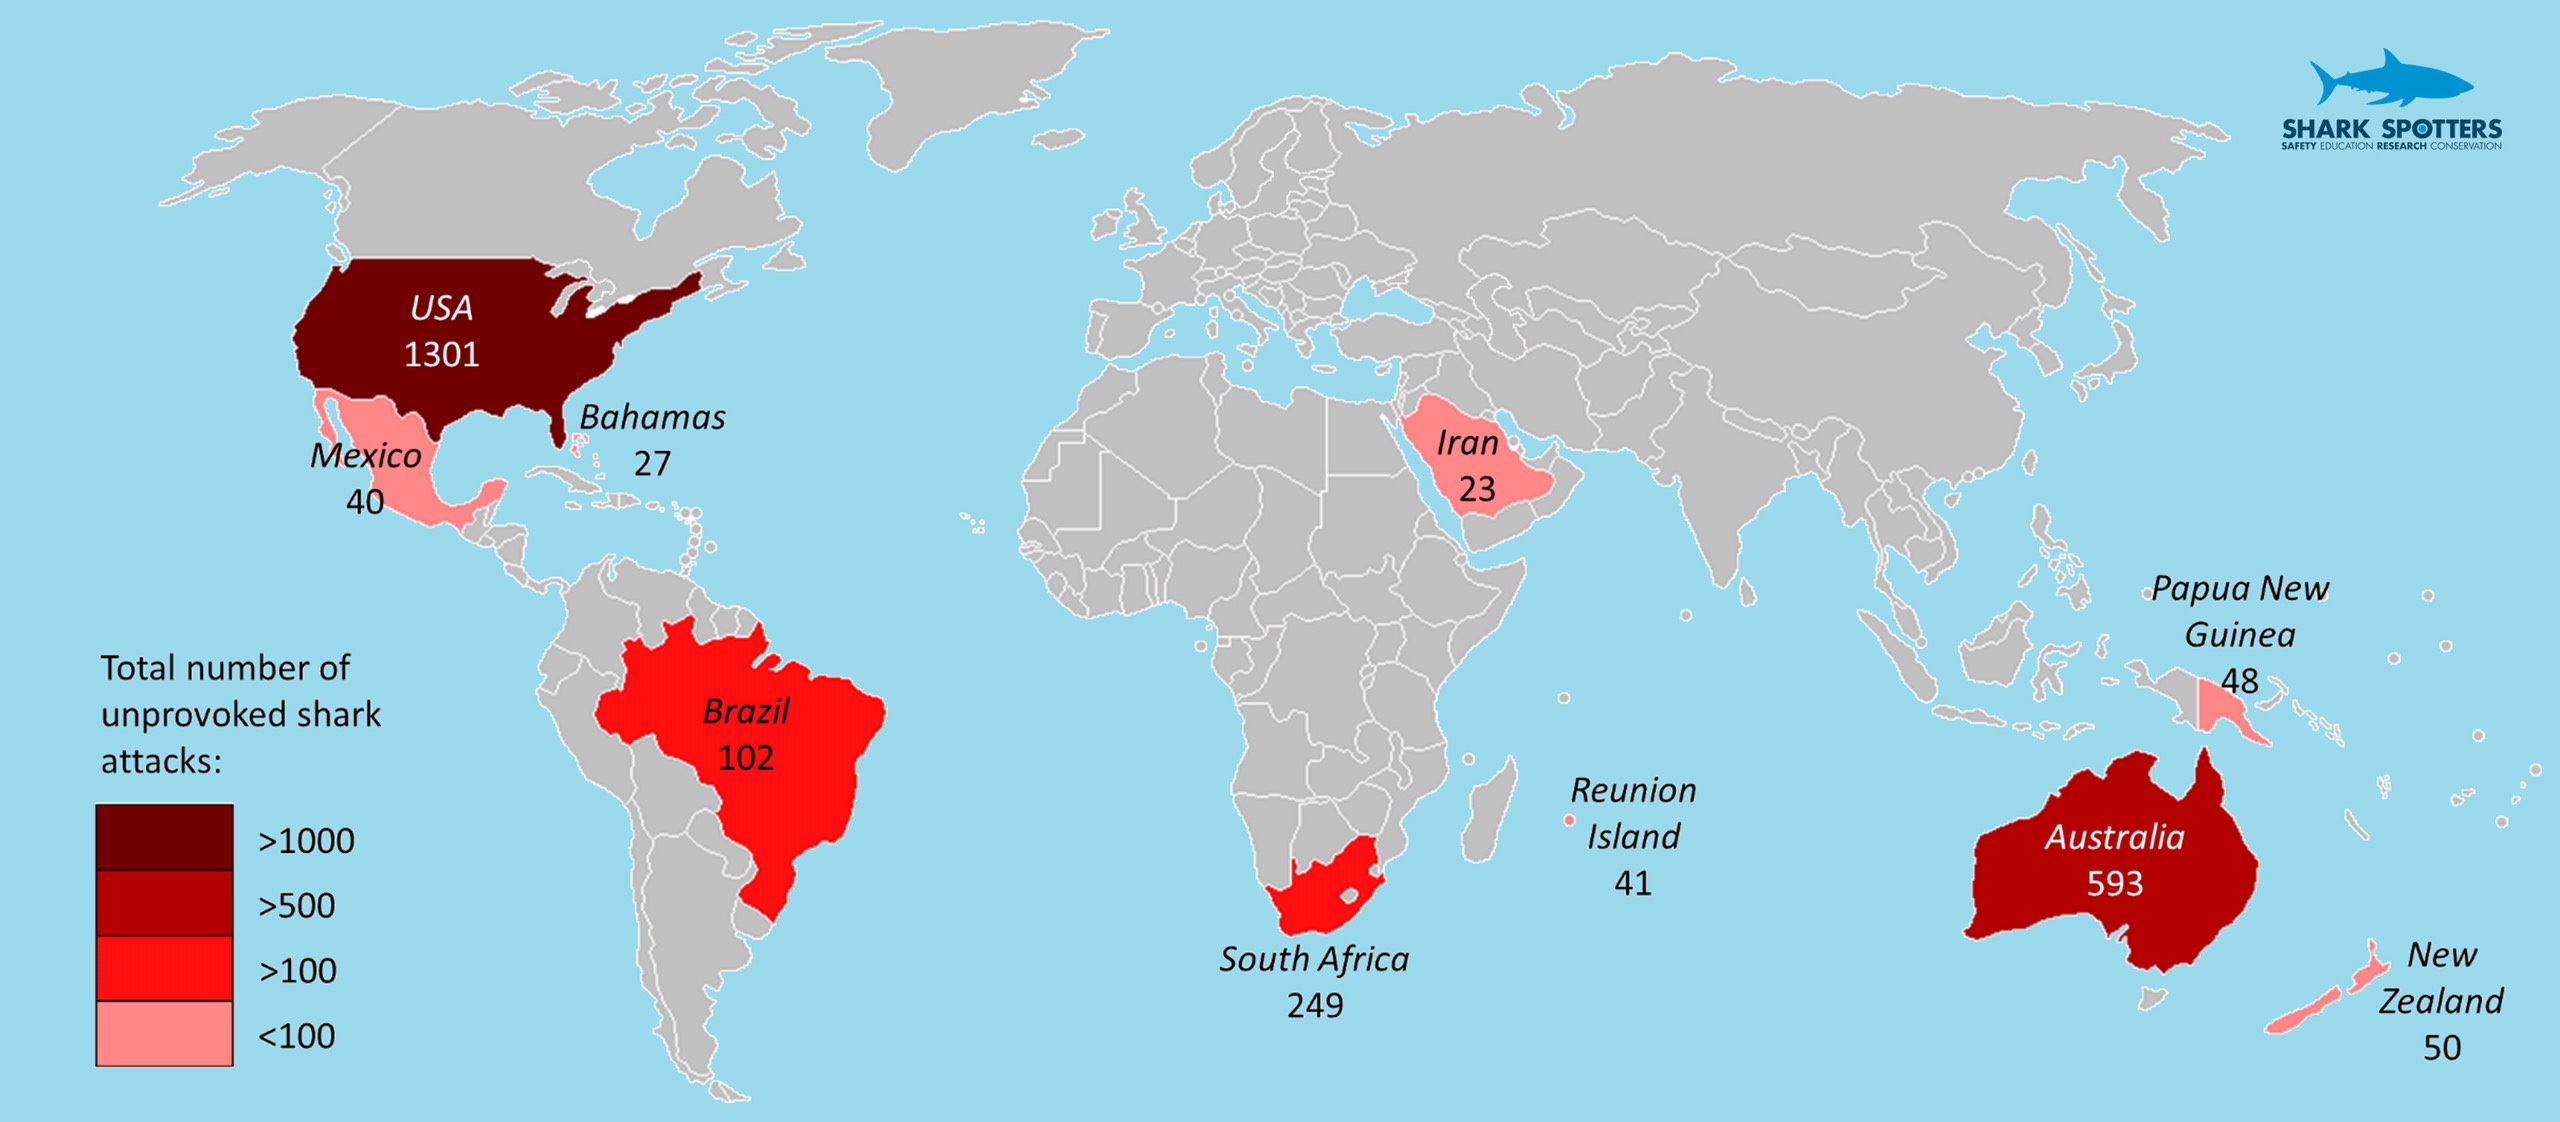 SHARK SPOTTERS
SAFETY EDUCATION RESEARCH CONSERVATION
USA
1301
Bahamas
27
Mexico
40
Iran
23
Papua New
Guinea
48
Brazil
102
Reunion
Island
41
Australia
593
South Africa
249
New
Zealand
50
Total number of
unprovoked shark
attacks:
>1000
>500
>100
<100